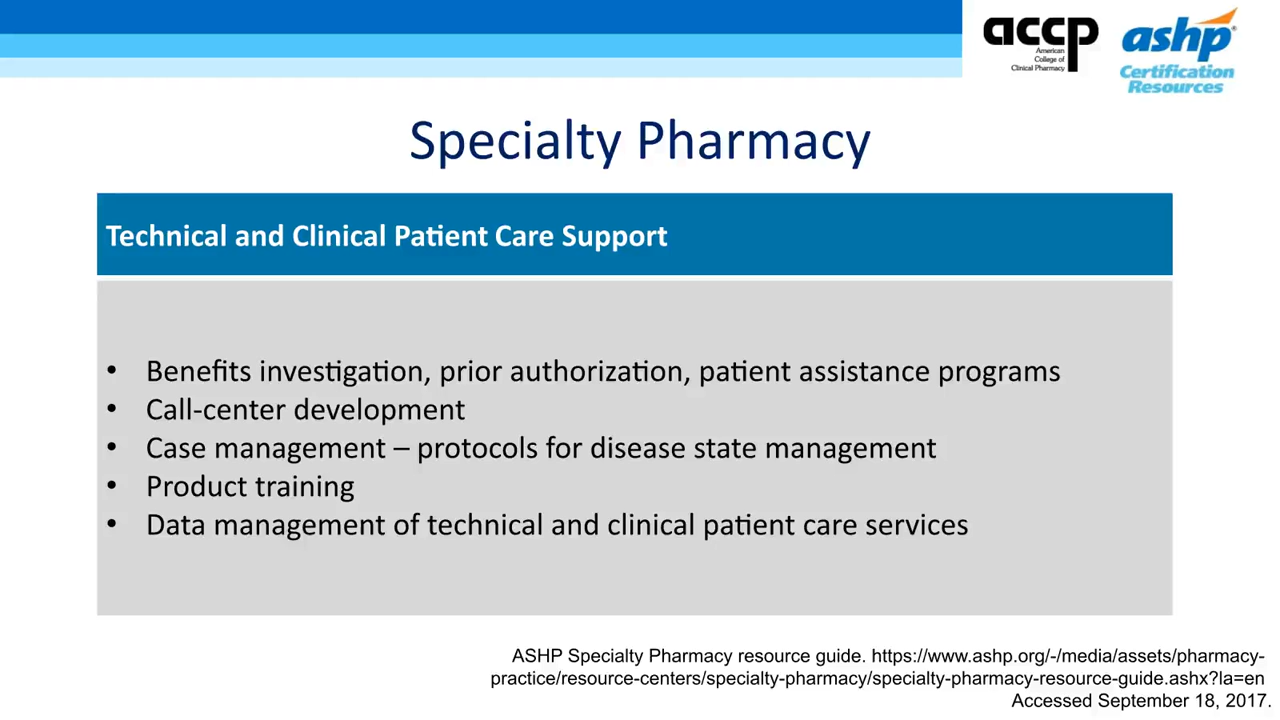 accp
American
College of
Clinical Pharmacy
ashp®
Certification
Resources
Specialty Pharmacy
Technical and Clinical Patient Care Support
• Benefits investigation, prior authorization, patient assistance programs
• Call-center development
• Case management – protocols for disease state management
• Product training
• Data management of technical and clinical patient care services
ASHP Specialty Pharmacy resource guide. https://www.ashp.org/-/media/assets/pharmacy-
practice/resource-centers/specialty-pharmacy/specialty-pharmacy-resource-guide.ashx?la=en
Accessed September 18, 2017.